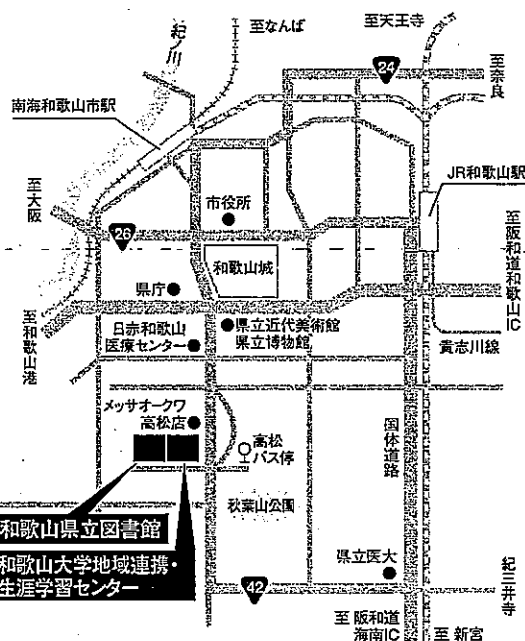 至なんば
至天王寺
紀ノ川
24
至奈良
南海和歌山市駅
JR和歌山駅
至大阪
市役所
26
和歌山城
至阪和道和歌山IC
県庁
至和歌山港
日赤和歌山
医療センター
県立近代美術館
県立博物館
貴志川線
メッサオークワ
高松店
高松
バス停
国体道路
秋葉山公園
和歌山県立図書館
和歌山大学地域連携・
生涯学習センター
県立医大
42
紀三井寺
至 阪和道
海南IC
至 新宮